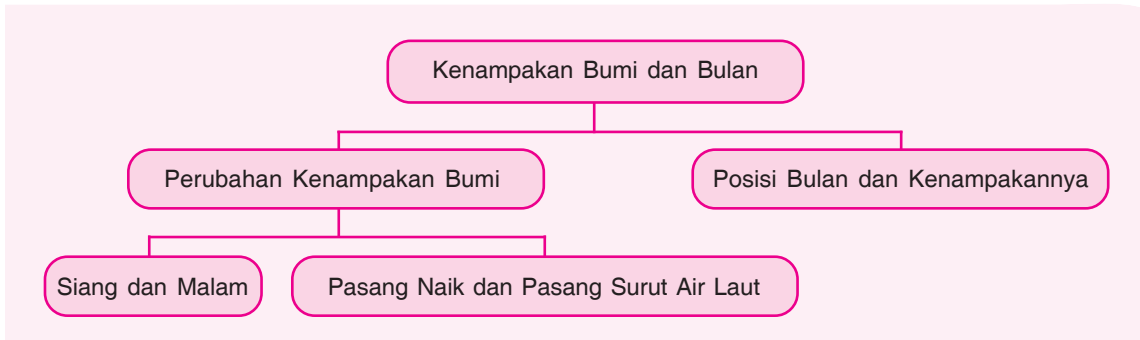 Kenampakan Bumi dan Bulan
Perubahan Kenampakan Bumi
Posisi Bulan dan Kenampakannya
Siang dan Malam
Pasang Naik dan Pasang Surut Air Laut